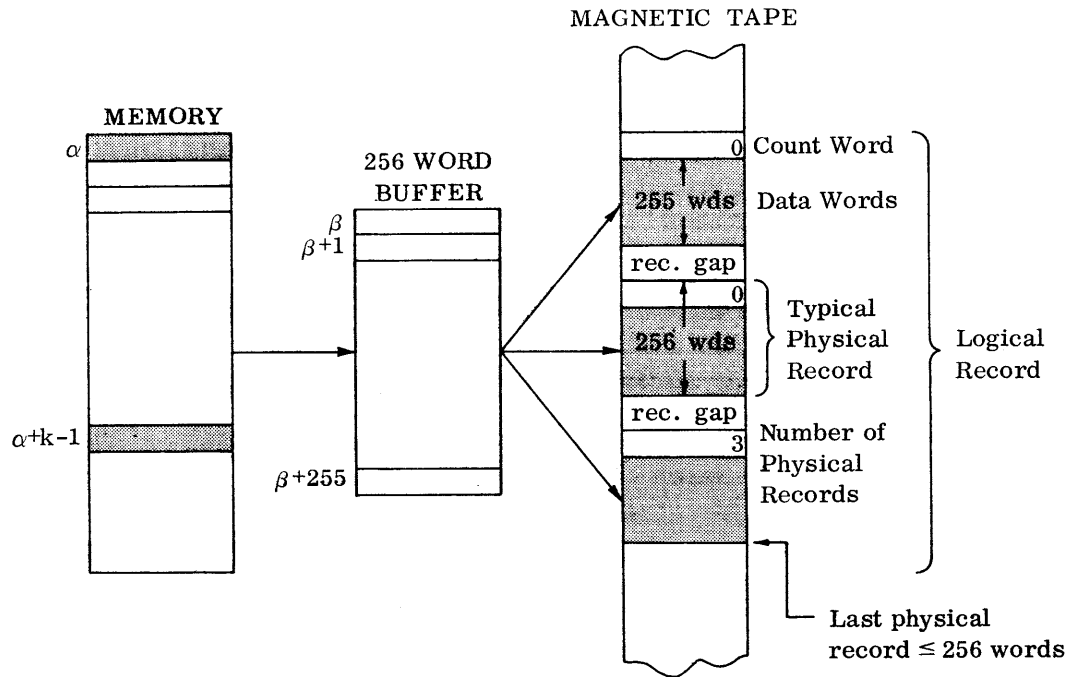 MAGNETIC TAPE
MEMORY
α
α+k-1
256 WORD
BUFFER
β
β+1
β+255
0
Count Word
255 wds
Data Words
rec. gap
0
256 wds
Typical
Physical
Record
Logical
Record
rec. gap
3
Number of
Physical
Records
Last physical
record ≤ 256 words